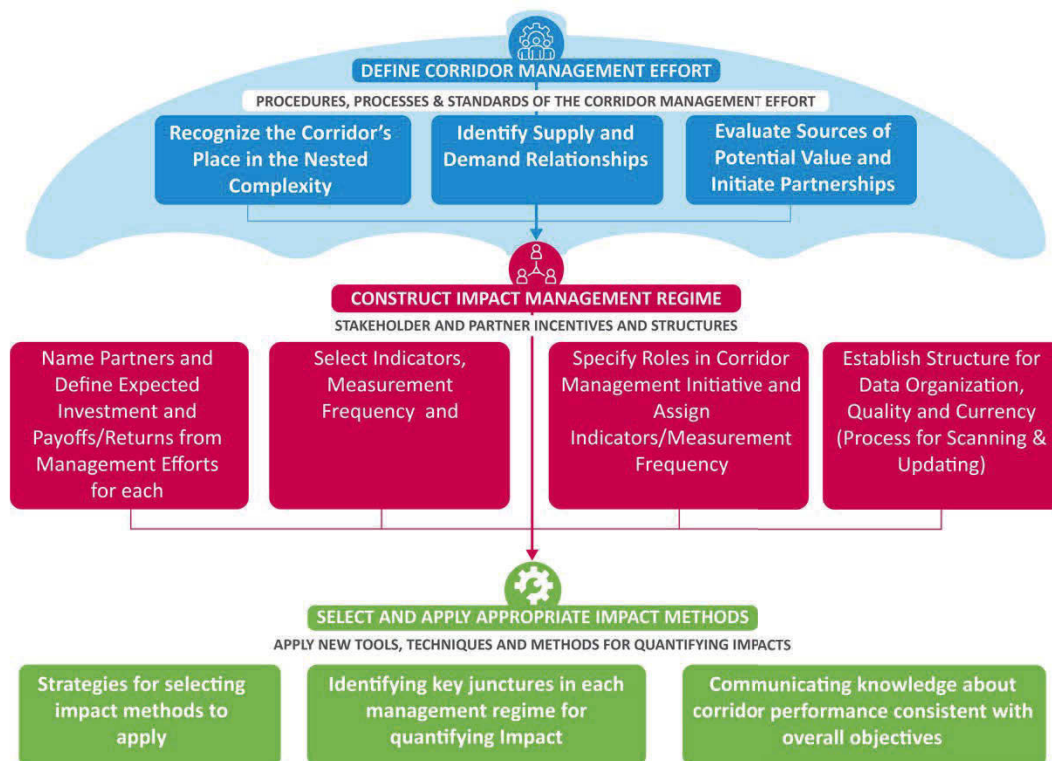 DEFINE CORRIDOR MANAGEMENT EFFORT
PROCEDURES, PROCESSES & STANDARDS OF THE CORRIDOR MANAGEMENT EFFORT
Recognize the Corridor's
Place in the Nested
Complexity
Identify Supply and
Demand Relationships
Evaluate Sources of
Potential Value and
Initiate Partnerships
CONSTRUCT IMPACT MANAGEMENT REGIME
STAKEHOLDER AND PARTNER INCENTIVES AND STRUCTURES
Name Partners and
Define Expected
Investment and
Payoffs/Returns from
Management Efforts
for each
Select Indicators,
Measurement
Frequency and
Specify Roles in Corridor
Management Initiative and
Assign
Indicators/Measurement
Frequency
Establish Structure for
Data Organization,
Quality and Currency
(Process for Scanning &
Updating)
SELECT AND APPLY APPROPRIATE IMPACT METHODS
APPLY NEW TOOLS, TECHNIQUES AND METHODS FOR QUANTIFYING IMPACTS
Strategies for selecting
impact methods to
apply
Identifying key junctures in each
management regime for
quantifying Impact
Communicating knowledge about
corridor performance consistent with
overall objectives